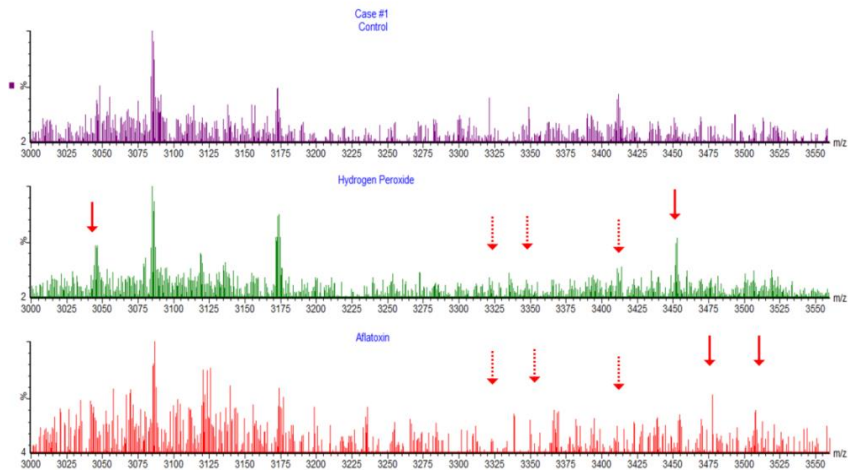 Case #1
Control
%
2
3000 3025 3050 3075 3100 3125 3150 3175 3200 3225 3250 3275 3300 3325 3350 3375 3400 3425 3450 3475 3500 3525 3550 m/z
Hydrogen Peroxide
%
2
3000 3025 3050 3075 3100 3125 3150 3175 3200 3225 3250 3275 3300 3325 3350 3375 3400 3425 3450 3475 3500 3525 3550 m/z
Aflatoxin
%
4
3000 3025 3050 3075 3100 3125 3150 3175 3200 3225 3250 3275 3300 3325 3350 3375 3400 3425 3450 3475 3500 3525 3550 m/z